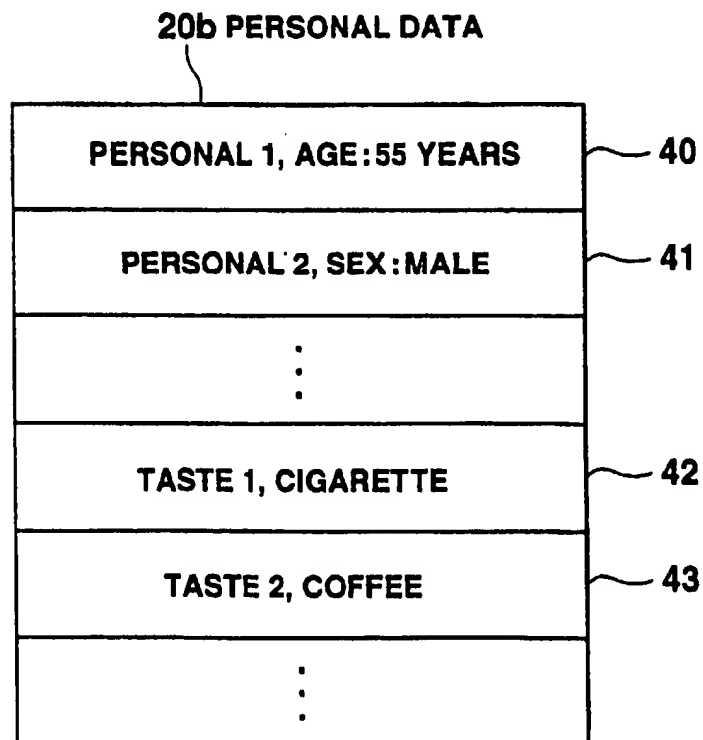 20b PERSONAL DATA
PERSONAL 1, AGE:55 YEARS 40
PERSONAL 2, SEX:MALE 41
TASTE 1, CIGARETTE 42
TASTE 2, COFFEE 43